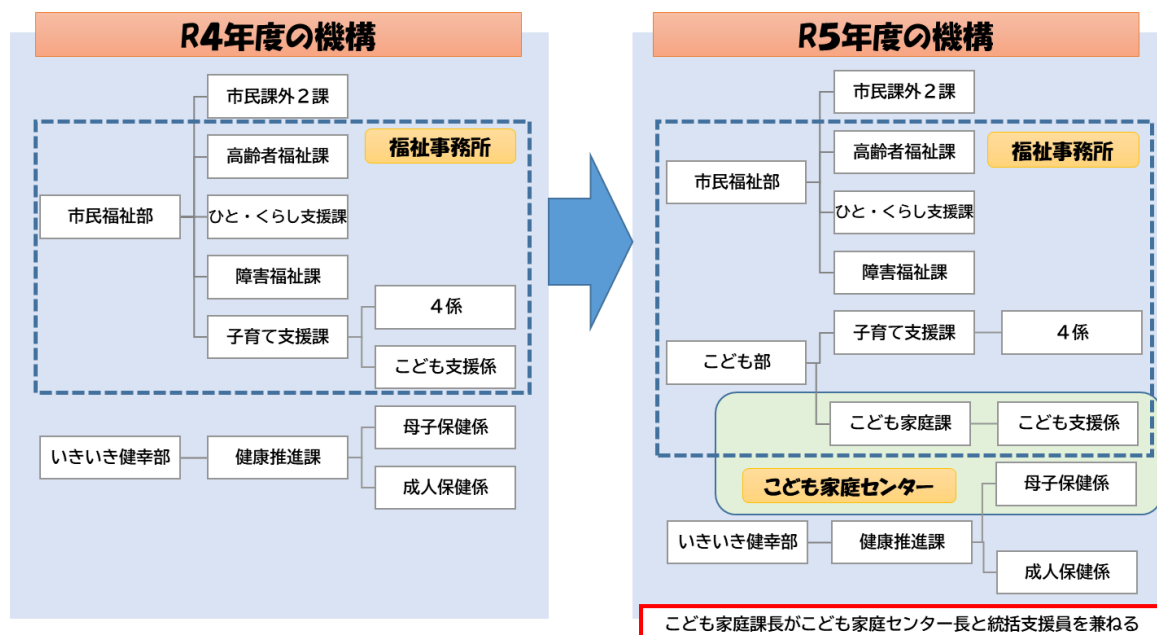 R4年度の機構
市民課外２課
福祉事務所
高齢者福祉課
市民福祉部
ひと・くらし支援課
障害福祉課
子育て支援課
４係
こども支援係
いきいき健幸部
健康推進課
母子保健係
成人保健係
R5年度の機構
市民課外２課
福祉事務所
高齢者福祉課
市民福祉部
ひと・くらし支援課
障害福祉課
こども部
子育て支援課
４係
こども家庭課
こども支援係
こども家庭センター
母子保健係
いきいき健幸部
健康推進課
成人保健係
こども家庭課長がこども家庭センター長と統括支援員を兼ねる